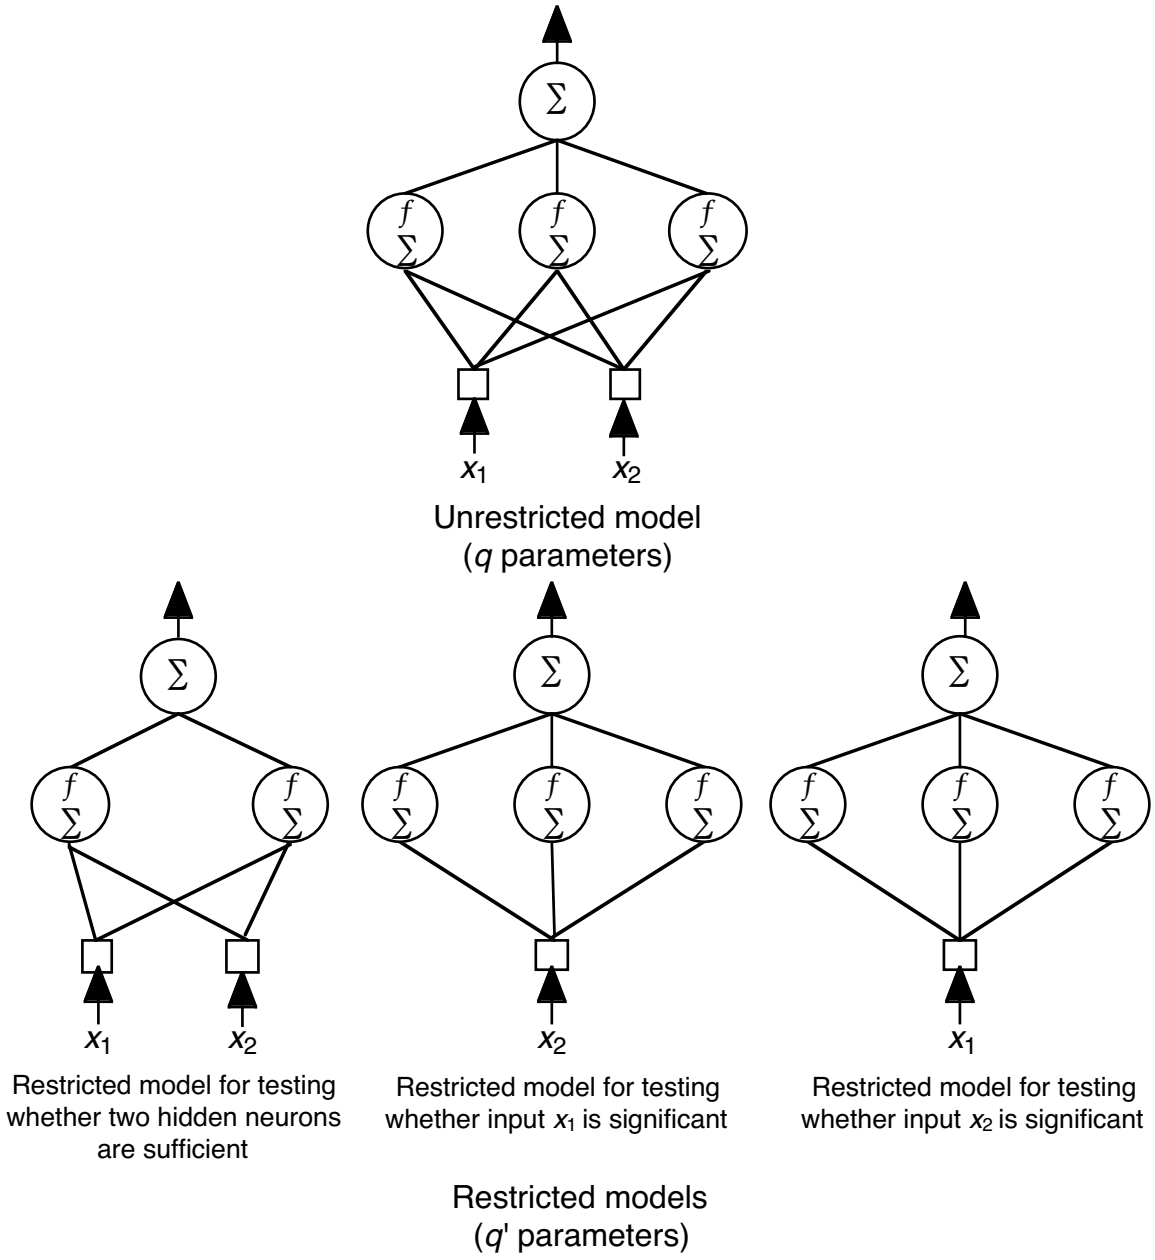 Σ
f f f
Σ Σ Σ
x1 x2
Unrestricted model
(q parameters)
Σ
f f
Σ Σ
x1 x2
Restricted model for testing
whether two hidden neurons
are sufficient
Σ
f f f
Σ Σ Σ
x2
Restricted model for testing
whether input x1 is significant
Σ
f f f
Σ Σ Σ
x1
Restricted model for testing
whether input x2 is significant
Restricted models
(q' parameters)